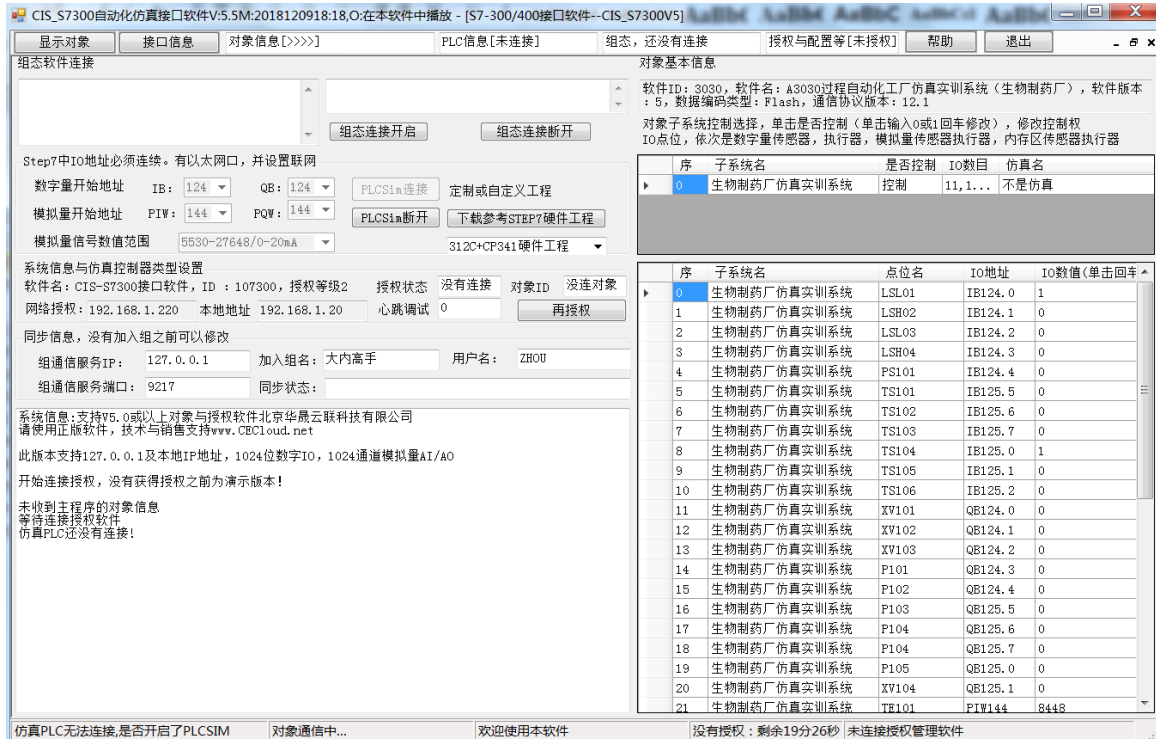 CIS_S7300自动化仿真接口软件V:5.5M:2018120918:18,O:在本软件中播放 - [S7-300/400接口软件--CIS_S7300V5]
显示对象 接口信息 对象信息[>>>>] PLC信息[未连接] 组态，还没有连接 授权与配置等[未授权] 帮助 退出
组态软件连接
组态连接开启 组态连接断开
Step7中IO地址必须连续。有以太网口，并设置联网
数字量开始地址 IB: 124 QB: 124 PLCSim连接 定制或自定义工程
模拟量开始地址 PIW: 144 PQW: 144 PLCSim断开 下载参考STEP7硬件工程
模拟量信号数值范围 5530-27648/0-20mA 312C+CP341硬件工程
系统信息与仿真控制器类型设置
软件名：CIS-S7300接口软件，ID ：107300，授权等级2 授权状态 没有连接 对象ID 没连对象
网络授权：192.168.1.220 本地地址 192.168.1.20 心跳调试 0 再授权
同步信息，没有加入组之前可以修改
组通信服务IP: 127.0.0.1 加入组名：大内高手 用户名： ZHOU
组通信服务端口： 9217 同步状态：
系统信息:支持V5.0或以上对象与授权软件北京华晟云联科技有限公司
请使用正版软件，技术与销售支持www.CECloud.net
此版本支持127.0.0.1及本地IP地址，1024位数字IO，1024通道模拟量AI/AO
开始连接授权，没有获得授权之前为演示版本！
未收到主程序的对象信息
等待连接授权软件
仿真PLC还没有连接！
对象基本信息
软件ID：3030，软件名：A3030过程自动化工厂仿真实训系统（生物制药厂），软件版本
：5，数据编码类型：Flash，通信协议版本：12.1
对象子系统控制选择，单击是否控制（单击输入0或1回车修改），修改控制权
IO点位，依次是数字量传感器，执行器，模拟量传感器执行器，内存区传感器执行器
序 子系统名 是否控制 IO数目 仿真名
0 生物制药厂仿真实训系统 控制 11,1... 不是仿真
序 子系统名 点位名 IO地址 IO数值(单击回车
0 生物制药厂仿真实训系统 LSL01 IB124.0 1
1 生物制药厂仿真实训系统 LSH02 IB124.1 0
2 生物制药厂仿真实训系统 LSL03 IB124.2 0
3 生物制药厂仿真实训系统 LSH04 IB124.3 0
4 生物制药厂仿真实训系统 PS101 IB124.4 0
5 生物制药厂仿真实训系统 TS101 IB125.5 0
6 生物制药厂仿真实训系统 TS102 IB125.6 0
7 生物制药厂仿真实训系统 TS103 IB125.7 0
8 生物制药厂仿真实训系统 TS104 IB125.0 1
9 生物制药厂仿真实训系统 TS105 IB125.1 0
10 生物制药厂仿真实训系统 TS106 IB125.2 0
11 生物制药厂仿真实训系统 XV101 QB124.0 0
12 生物制药厂仿真实训系统 XV102 QB124.1 0
13 生物制药厂仿真实训系统 XV103 QB124.2 0
14 生物制药厂仿真实训系统 P101 QB124.3 0
15 生物制药厂仿真实训系统 P102 QB124.4 0
16 生物制药厂仿真实训系统 P103 QB125.5 0
17 生物制药厂仿真实训系统 P104 QB125.6 0
18 生物制药厂仿真实训系统 P104 QB125.7 0
19 生物制药厂仿真实训系统 P105 QB125.0 0
20 生物制药厂仿真实训系统 XV104 QB125.1 0
21 生物制药厂仿真实训系统 TE101 PIW144 8448
仿真PLC无法连接,是否开启了PLCSIM 对象通信中... 欢迎使用本软件 没有授权：剩余19分26秒 未连接授权管理软件